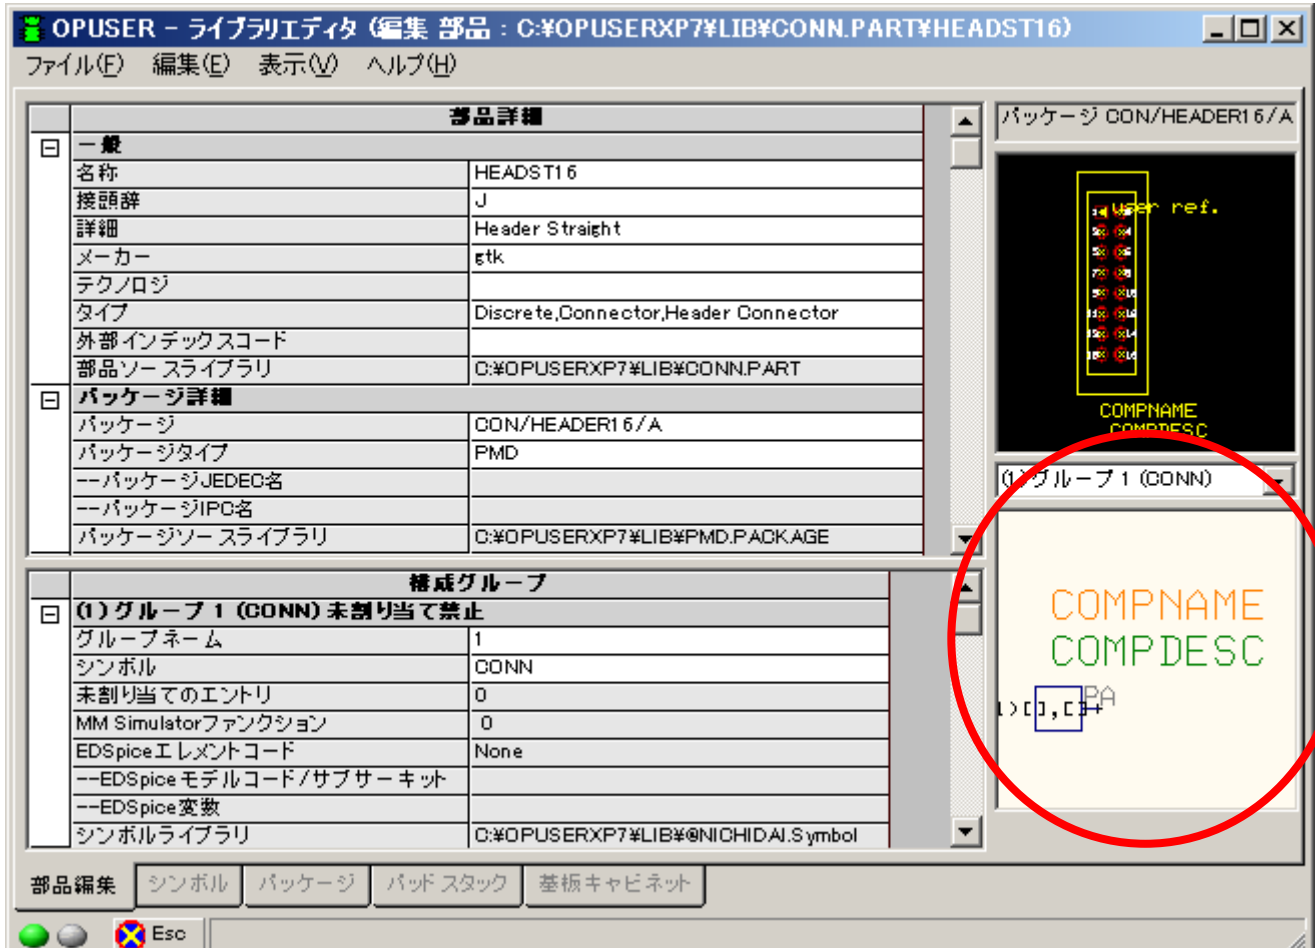 OPUSER - ライブラリエディタ (編集 部品 : C:¥OPUSERXP7¥LIB¥CONN.PART¥HEADST16)
ファイル(F) 編集(E) 表示(V) ヘルプ(H)
部品詳細
一般
名称 HEADST16
接頭辞 J
詳細 Header Straight
メーカー gtk
テクノロジ
タイプ Discrete,Connector,Header Connector
外部インデックスコード
部品ソースライブラリ C:¥OPUSERXP7¥LIB¥CONN.PART
パッケージ詳細
パッケージ CON/HEADER16/A
パッケージタイプ PMD
--パッケージJEDEC名
--パッケージIPC名
パッケージソースライブラリ C:¥OPUSERXP7¥LIB¥PMD.PACKAGE
構成グループ
(1) グループ 1 (CONN) 未割り当て禁止
グループネーム 1
シンボル CONN
未割り当てのエントリ 0
MM Simulatorファンクション 0
EDSpiceエレメントコード None
--EDSpiceモデルコード/サブサーキット
--EDSpice変数
シンボルライブラリ C:¥OPUSERXP7¥LIB¥@NICHIDAI.Symbol
パッケージ CON/HEADER16/A
user ref.
COMPNAME
COMPDESC
(1) グループ 1 (CONN)
COMPNAME
COMPDESC
PA
部品編集 シンボル パッケージ パッドスタック 基板キャビネット
Esc